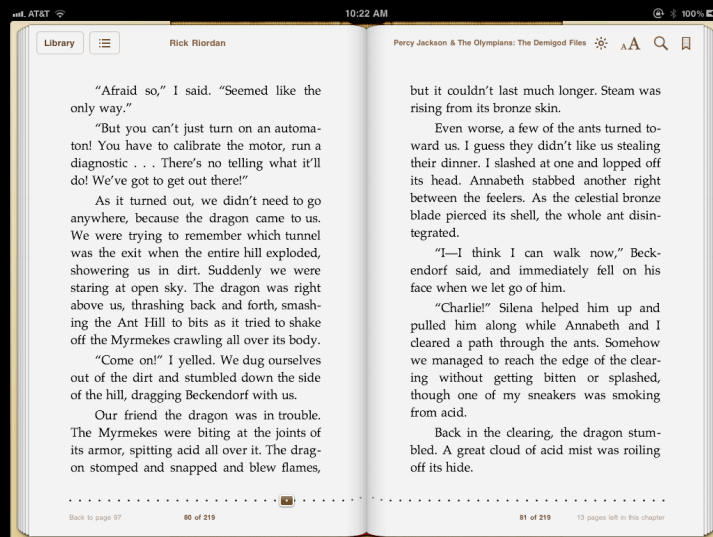 AT&T
10:22 AM
100%
Library
Rick Riordan
Percy Jackson & The Olympians: The Demigod Files
AA
“Afraid so,” I said. “Seemed like the
only way.”
“But you can’t just turn on an automa-
ton! You have to calibrate the motor, run a
diagnostic . . . There’s no telling what it’ll
do! We’ve got to get out there!”
As it turned out, we didn’t need to go
anywhere, because the dragon came to us.
We were trying to remember which tunnel
was the exit when the entire hill exploded,
showering us in dirt. Suddenly we were
staring at open sky. The dragon was right
above us, thrashing back and forth, smash-
ing the Ant Hill to bits as it tried to shake
off the Myrmekes crawling all over its body.
“Come on!” I yelled. We dug ourselves
out of the dirt and stumbled down the side
of the hill, dragging Beckendorf with us.
Our friend the dragon was in trouble.
The Myrmekes were biting at the joints of
its armor, spitting acid all over it. The drag-
on stomped and snapped and blew flames,
Back to page 97
80 of 219
but it couldn’t last much longer. Steam was
rising from its bronze skin.
Even worse, a few of the ants turned to-
ward us. I guess they didn’t like us stealing
their dinner. I slashed at one and lopped off
its head. Annabeth stabbed another right
between the feelers. As the celestial bronze
blade pierced its shell, the whole ant disin-
tegrated.
“I—I think I can walk now,” Beck-
endorf said, and immediately fell on his
face when we let go of him.
“Charlie!” Silena helped him up and
pulled him along while Annabeth and I
cleared a path through the ants. Somehow
we managed to reach the edge of the clear-
ing without getting bitten or splashed,
though one of my sneakers was smoking
from acid.
Back in the clearing, the dragon stum-
bled. A great cloud of acid mist was roiling
off its hide.
81 of 219
13 pages left in this chapter